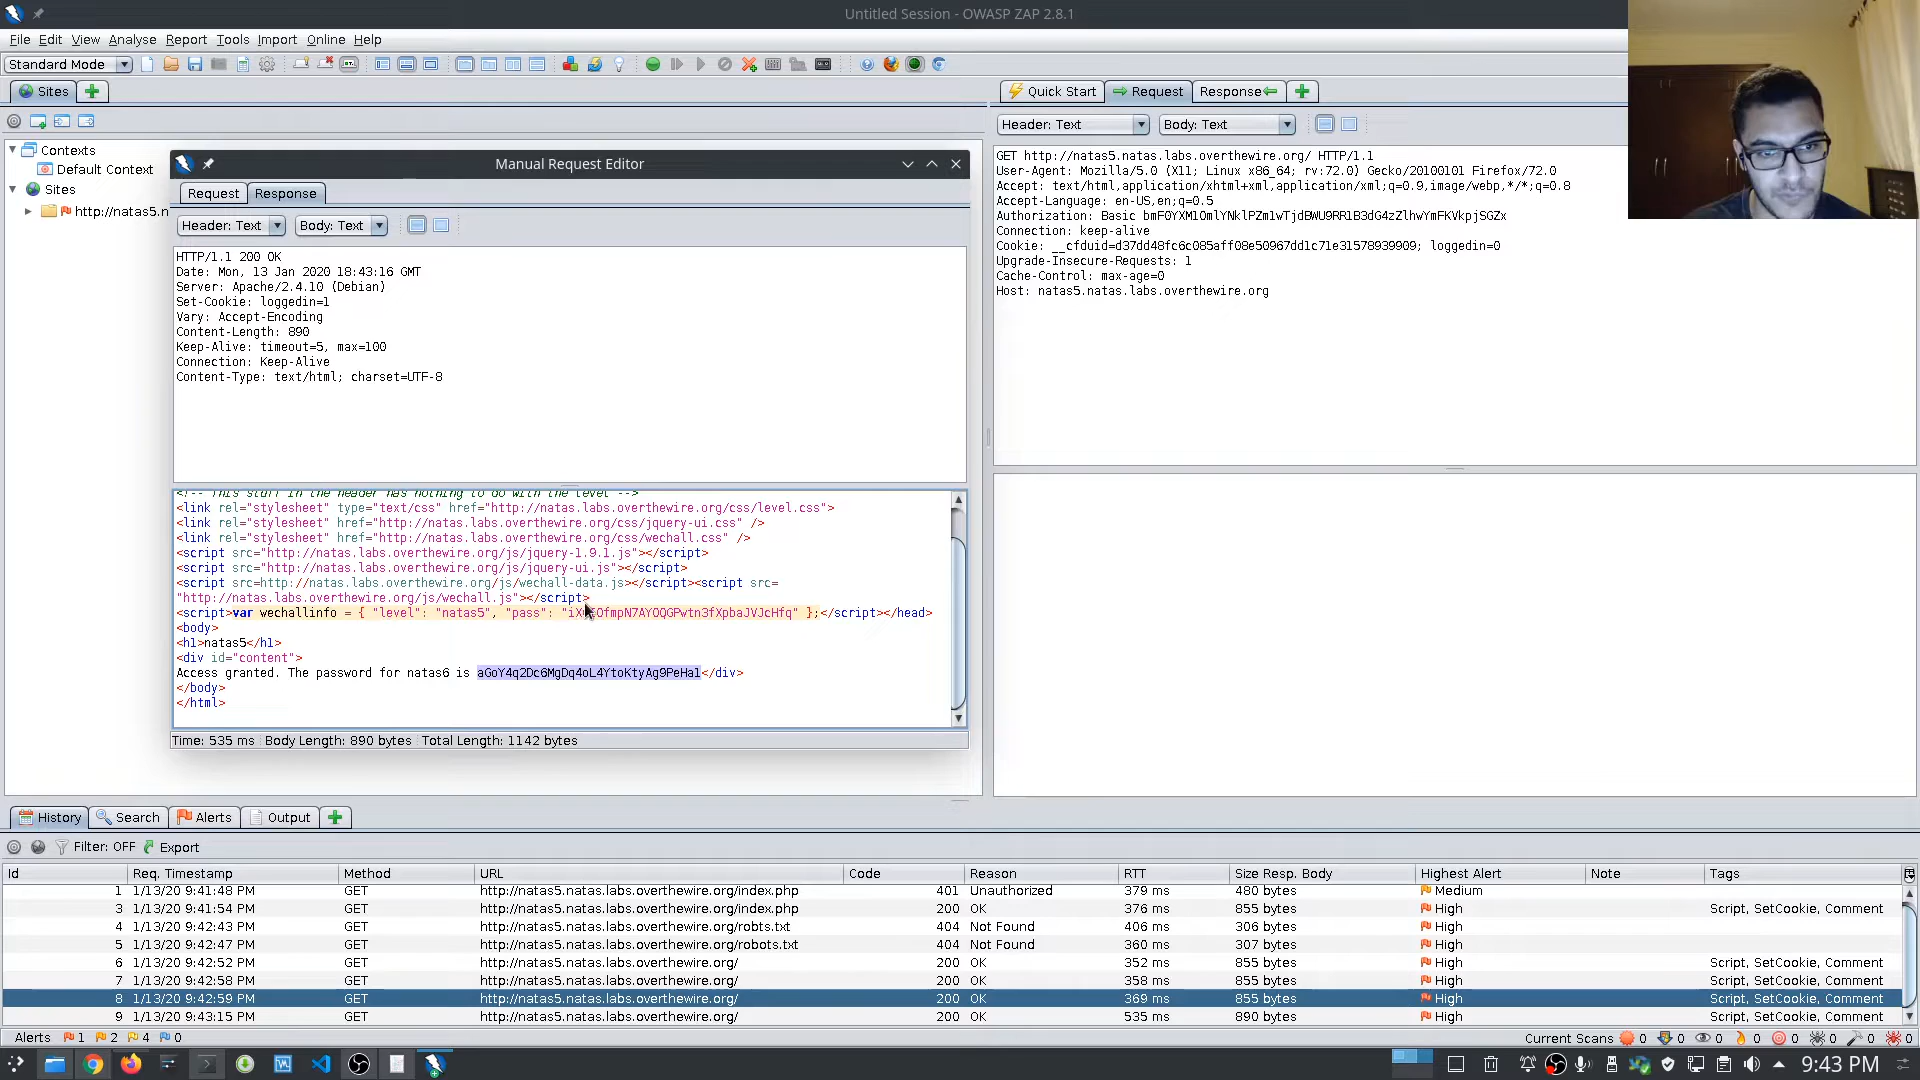 Untitled Session - OWASP ZAP 2.8.1
File Edit View Analyse Report Tools Import Online Help
Standard Mode
Sites
Quick Start Request Response
Header: Text Body: Text
Contexts
Default Context
Sites
http://natas5.n
Manual Request Editor
Request Response
Header: Text Body: Text
HTTP/1.1 200 OK
Date: Mon, 13 Jan 2020 18:43:16 GMT
Server: Apache/2.4.10 (Debian)
Set-Cookie: loggedin=1
Vary: Accept-Encoding
Content-Length: 890
Keep-Alive: timeout=5, max=100
Connection: Keep-Alive
Content-Type: text/html; charset=UTF-8
<!-- This stuff in the header has nothing to do with the level -->
<link rel="stylesheet" type="text/css" href="http://natas.labs.overthewire.org/css/level.css">
<link rel="stylesheet" href="http://natas.labs.overthewire.org/css/jquery-ui.css" />
<link rel="stylesheet" href="http://natas.labs.overthewire.org/css/wechall.css" />
<script src="http://natas.labs.overthewire.org/js/jquery-1.9.1.js"></script>
<script src="http://natas.labs.overthewire.org/js/jquery-ui.js"></script>
<script src=http://natas.labs.overthewire.org/js/wechall-data.js></script><script src=
"http://natas.labs.overthewire.org/js/wechall.js"></script>
<script>var wechallinfo = { "level": "natas5", "pass": };</script></head>
<body>
<h1>natas5</h1>
<div id="content">
Access granted. The password for natas6 is aGoY4q2Dc6MgDq4oL4YtoKtyAg9PeHa1</div>
</body>
</html>
Time: 535 ms Body Length: 890 bytes Total Length: 1142 bytes
GET http://natas5.natas.labs.overthewire.org/ HTTP/1.1
User-Agent: Mozilla/5.0 (X11; Linux x86_64; rv:72.0) Gecko/20100101 Firefox/72.0
Accept: text/html,application/xhtml+xml,application/xml;q=0.9,image/webp,*/*;q=0.8
Accept-Language: en-US,en;q=0.5
Authorization: Basic
Connection: keep-alive
Cookie: __cfduid=d37dd48fc6c085aff08e50967dd1c71e31578939909; loggedin=0
Upgrade-Insecure-Requests: 1
Cache-Control: max-age=0
Host: natas5.natas.labs.overthewire.org
History Search Alerts Output
Filter: OFF Export
Id Req. Timestamp Method URL Code Reason RTT Size Resp. Body Highest Alert Note Tags
1 1/13/20 9:41:48 PM GET http://natas5.natas.labs.overthewire.org/index.php 401 Unauthorized 379 ms 480 bytes Medium
3 1/13/20 9:41:54 PM GET http://natas5.natas.labs.overthewire.org/index.php 200 OK 376 ms 855 bytes High Script, SetCookie, Comment
4 1/13/20 9:42:43 PM GET http://natas5.natas.labs.overthewire.org/robts.txt 404 Not Found 406 ms 306 bytes High
5 1/13/20 9:42:47 PM GET http://natas5.natas.labs.overthewire.org/robots.txt 404 Not Found 360 ms 307 bytes High
6 1/13/20 9:42:52 PM GET http://natas5.natas.labs.overthewire.org/ 200 OK 352 ms 855 bytes High Script, SetCookie, Comment
7 1/13/20 9:42:58 PM GET http://natas5.natas.labs.overthewire.org/ 200 OK 358 ms 855 bytes High Script, SetCookie, Comment
8 1/13/20 9:42:59 PM GET http://natas5.natas.labs.overthewire.org/ 200 OK 369 ms 855 bytes High Script, SetCookie, Comment
9 1/13/20 9:43:15 PM GET http://natas5.natas.labs.overthewire.org/ 200 OK 535 ms 890 bytes High Script, SetCookie, Comment
Alerts 1 2 4 0 Current Scans 0 0 0 0 0 0 0 0
9:43 PM